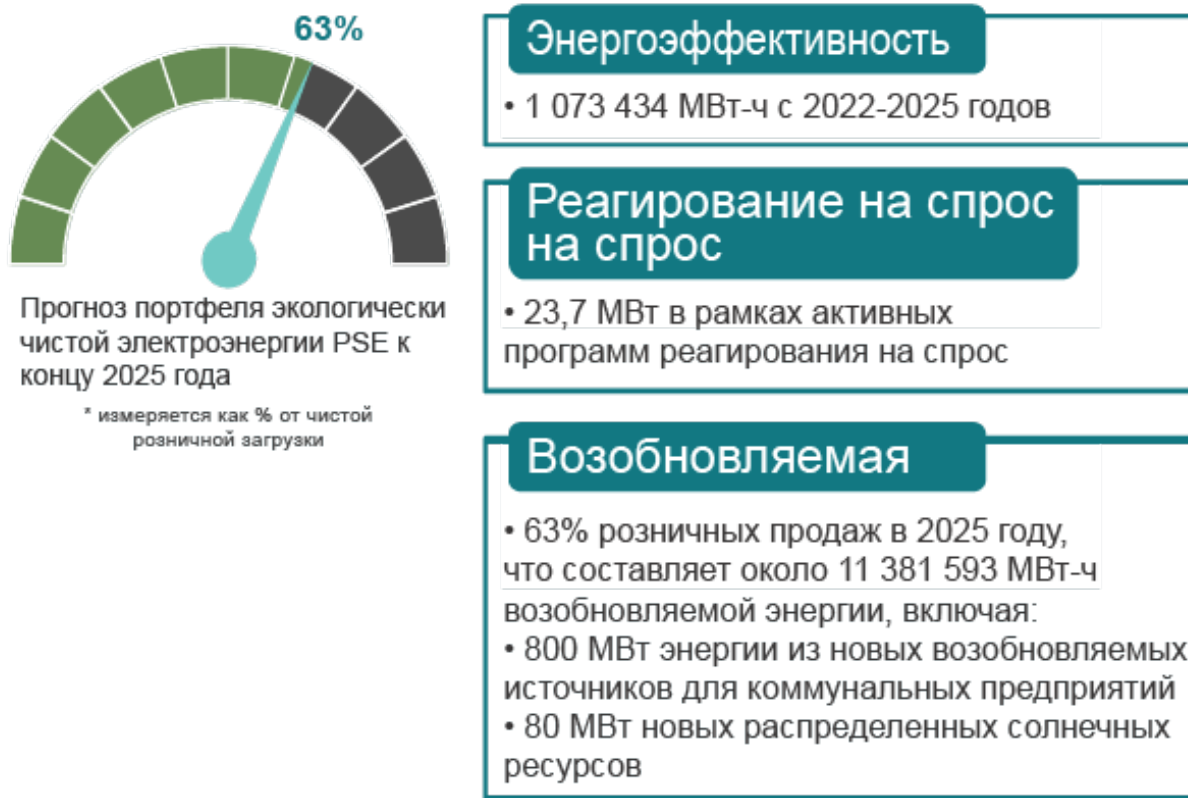 63%
Прогноз портфеля экологически
чистой электроэнергии PSE к
концу 2025 года
* измеряется как % от чистой
розничной загрузки
Энергоэффективность
• 1 073 434 МВт-ч с 2022-2025 годов
Реагирование на спрос
на спрос
• 23,7 МВт в рамках активных
программ реагирования на спрос
Возобновляемая
• 63% розничных продаж в 2025 году,
что составляет около 11 381 593 МВт-ч
возобновляемой энергии, включая:
• 800 МВт энергии из новых возобновляемых
источников для коммунальных предприятий
• 80 МВт новых распределенных солнечных
ресурсов